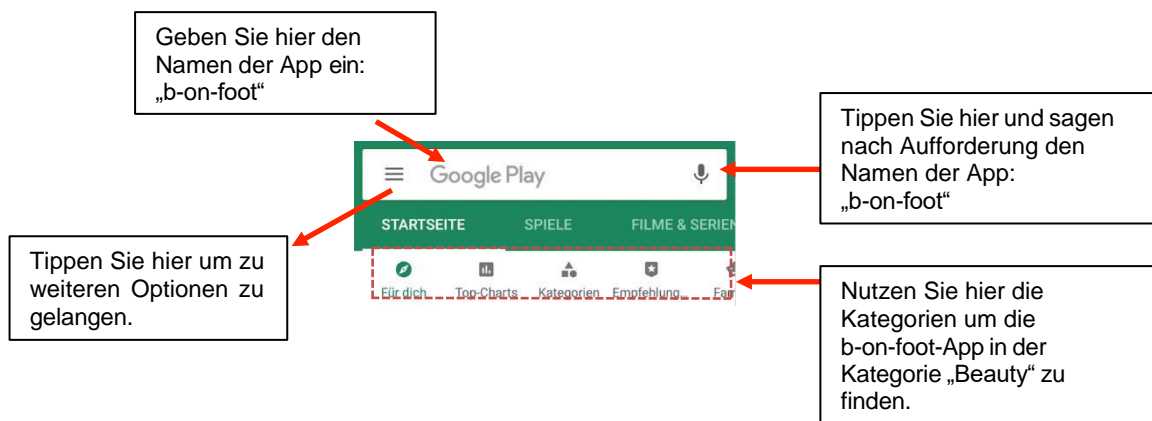 Geben Sie hier den
Namen der App ein:
„b-on-foot“
Tippen Sie hier und sagen
nach Aufforderung den
Namen der App:
„b-on-foot“
Google Play
STARTSEITE SPIELE FILME & SERIEN
Tippen Sie hier um zu
weiteren Optionen zu
gelangen.
Für dich Top-Charts Kategorien Empfehlung...
Nutzen Sie hier die
Kategorien um die
b-on-foot-App in der
Kategorie „Beauty“ zu
finden.